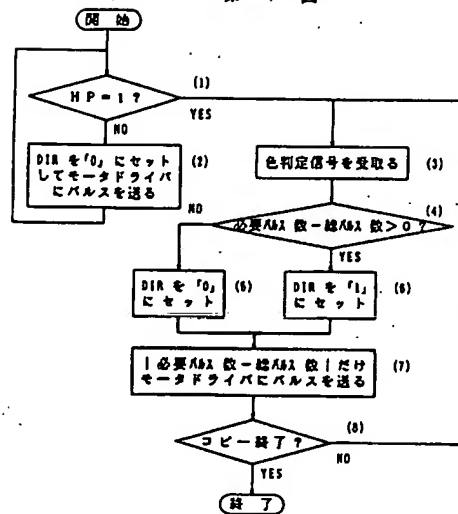 開始
HP=1?
(1)
YES
NO
DIRを「0」にセット
してモータドライバ
にパルスを送る
(2)
色判定信号を受取る
(3)
(4)
必要パルス数-総パルス数>0?
NO
YES
DIRを「0」
にセット
(5)
DIRを「1」
にセット
(6)
|必要パルス数-総パルス数|だけ
モータドライバにパルスを送る
(7)
(8)
コピー終了?
NO
YES
終了